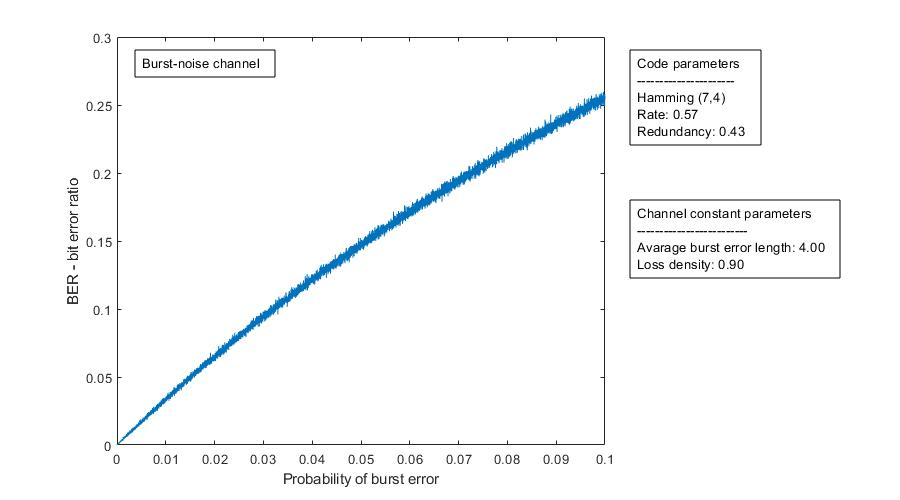 Burst-noise channel
0.3
0.25
0.2
0.15
0.1
0.05
0
BER - bit error ratio
0 0.01 0.02 0.03 0.04 0.05 0.06 0.07 0.08 0.09 0.1
Probability of burst error
Code parameters
----------------------
Hamming (7,4)
Rate: 0.57
Redundancy: 0.43
Channel constant parameters
-------------------------
Avarage burst error length: 4.00
Loss density: 0.90